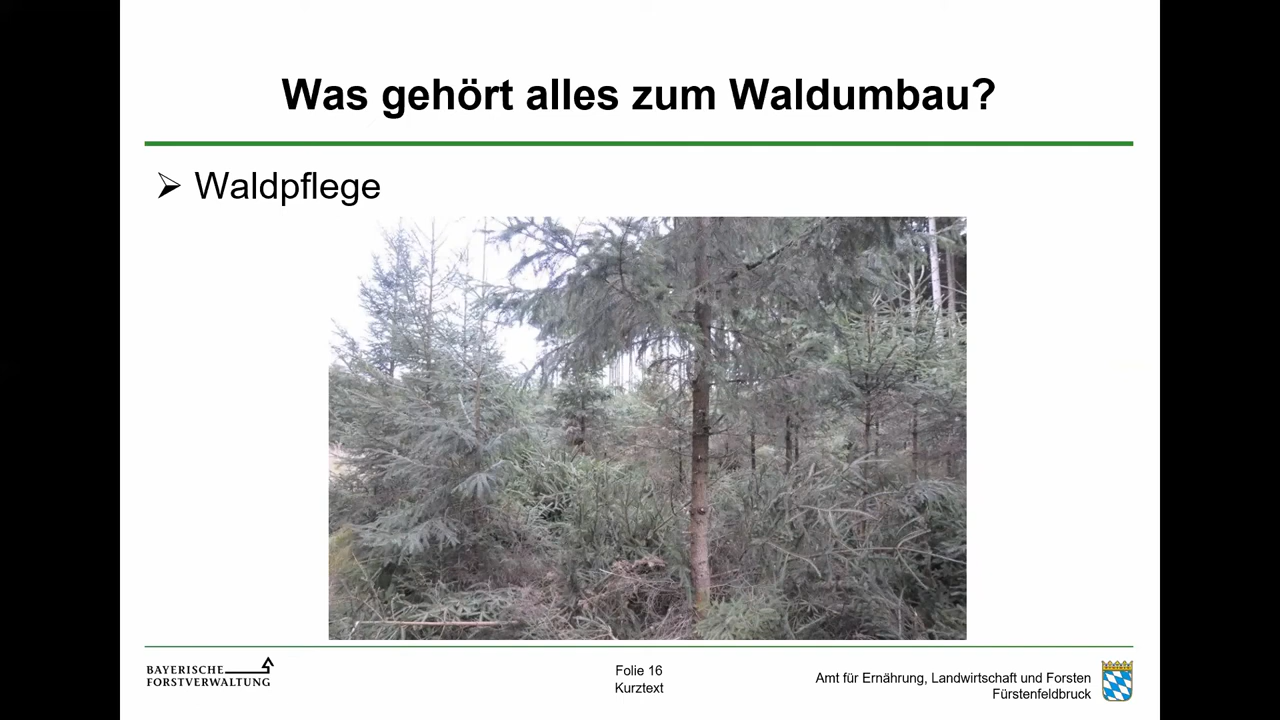 Was gehört alles zum Waldumbau?
➢ Waldpflege
BAYERISCHE
FORSTVERWALTUNG
Folie 16
Kurztext
Amt für Ernährung, Landwirtschaft und Forsten
Fürstenfeldbruck